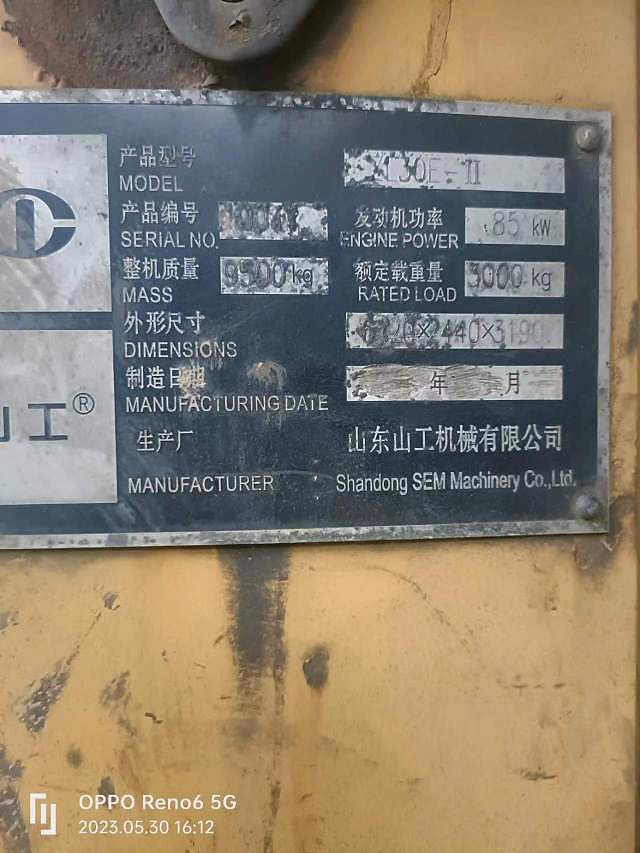 产品型号
MODEL
产品编号
SERIAL NO.
发动机功率
ENGINE POWER
85 kW
整机质量
MASS
9500kg
额定载重量
RATED LOAD
3000 kg
外形尺寸
DIMENSIONS
制造日期
MANUFACTURING DATE
年 月
生产厂
MANUFACTURER
山东山工机械有限公司
Shandong SEM Machinery Co.,Ltd.
工®
OPPO Reno6 5G
2023.05.30 16:12